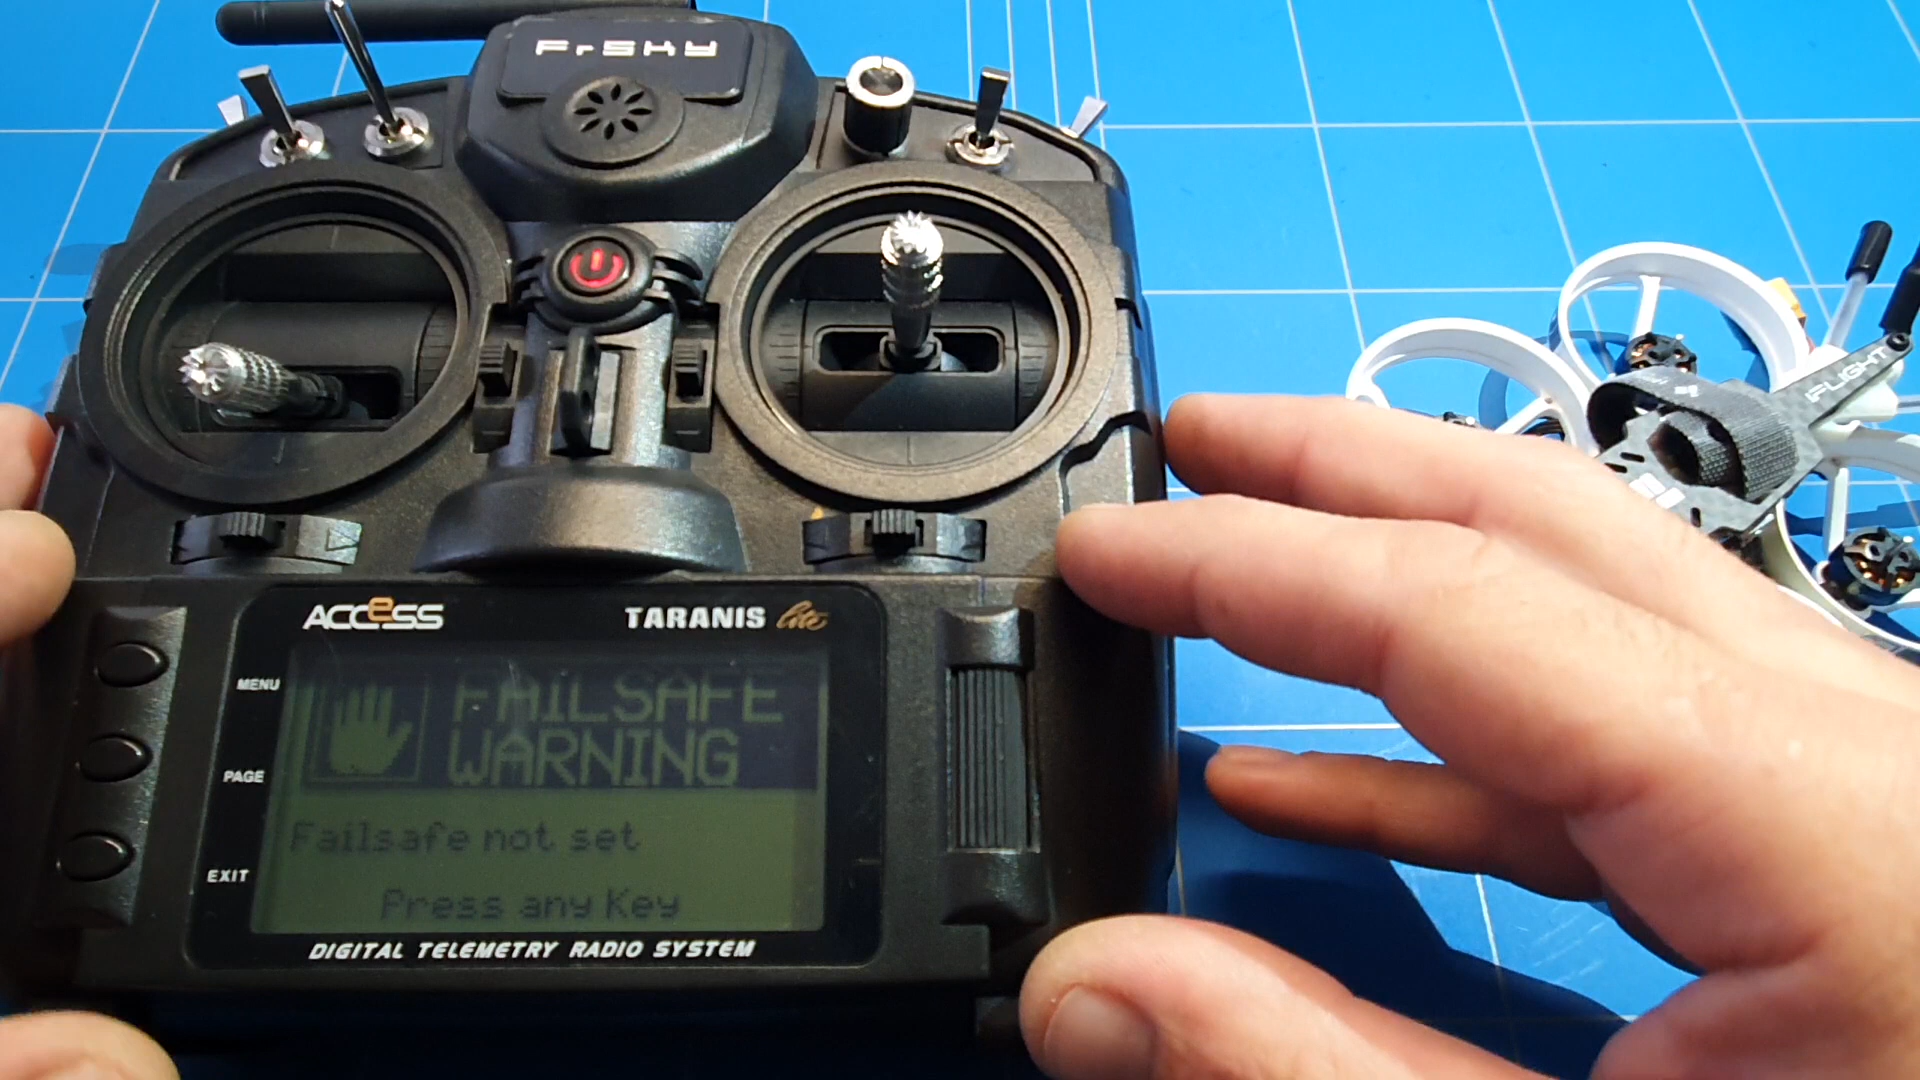 FrSKY
iFLIGHT
ACCeSS
TARANIS lite
MENU
FAILSAFE
WARNING
PAGE
Failsafe not set
EXIT
Press any Key
DIGITAL TELEMETRY RADIO SYSTEM